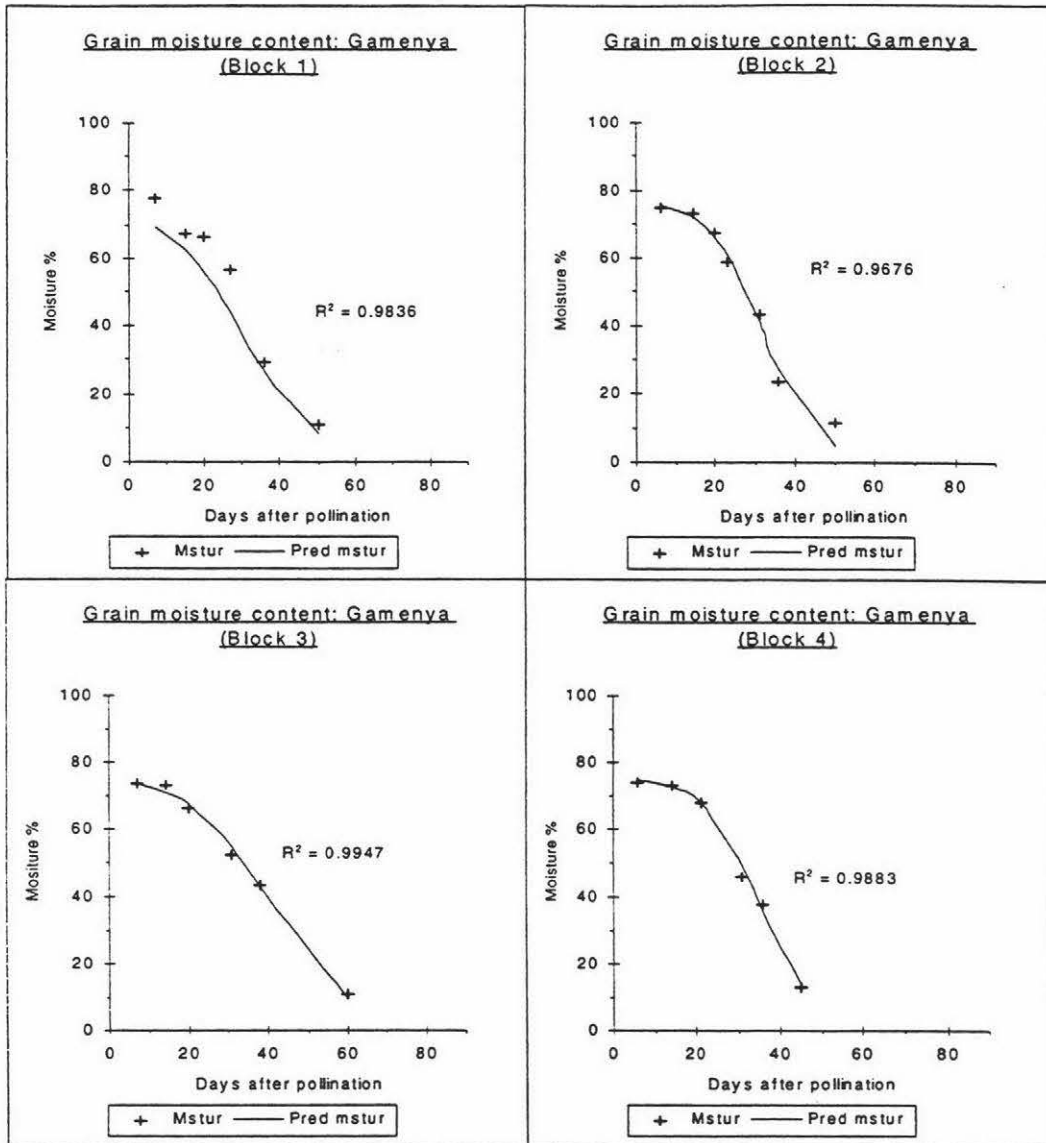 Grain moisture content: Gamenya
(Block 1)
100
80
60
40
20
0
Moisture %
R² = 0.9836
0 20 40 60 80
Days after pollination
+ Mstur — Pred mstur
Grain moisture content: Gamenya
(Block 2)
100
80
60
40
20
0
Moisture %
R² = 0.9676
0 20 40 60 80
Days after pollination
+ Mstur — Pred mstur
Grain moisture content: Gamenya
(Block 3)
100
80
60
40
20
0
Mositure %
R² = 0.9947
0 20 40 60 80
Days after pollination
+ Mstur — Pred mstur
Grain moisture content: Gamenya
(Block 4)
100
80
60
40
20
0
Moisture %
R² = 0.9883
0 20 40 60 80
Days after pollination
+ Mstur — Pred mstur